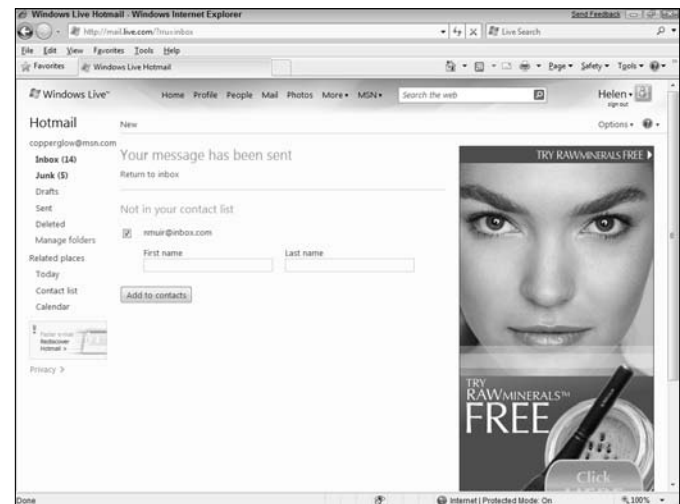 Windows Live Hotmail - Windows Internet Explorer
Send Feedback
http://mail.live.com/?rru=inbox
Live Search
File Edit View Favorites Tools Help
Favorites Windows Live Hotmail
Page Safety Tools
Windows Live™ Home Profile People Mail Photos More MSN Search the web Helen
sign out
Hotmail New Options
copperglow@msn.com
Inbox (14)
Junk (5)
Drafts
Sent
Deleted
Manage folders
Related places
Today
Contact list
Calendar
Rediscover
Hotmail »
Privacy >
Your message has been sent
Return to inbox
Not in your contact list
nmuir@inbox.com
First name Last name
Add to contacts
TRY RAWMINERALS FREE
TRY
RAWMINERALS™
FREE
Click
Done Internet | Protected Mode: On 100%